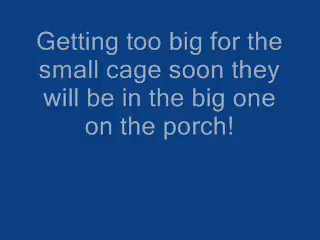 Getting too big for the
small cage soon they
will be in the big one
on the porch!